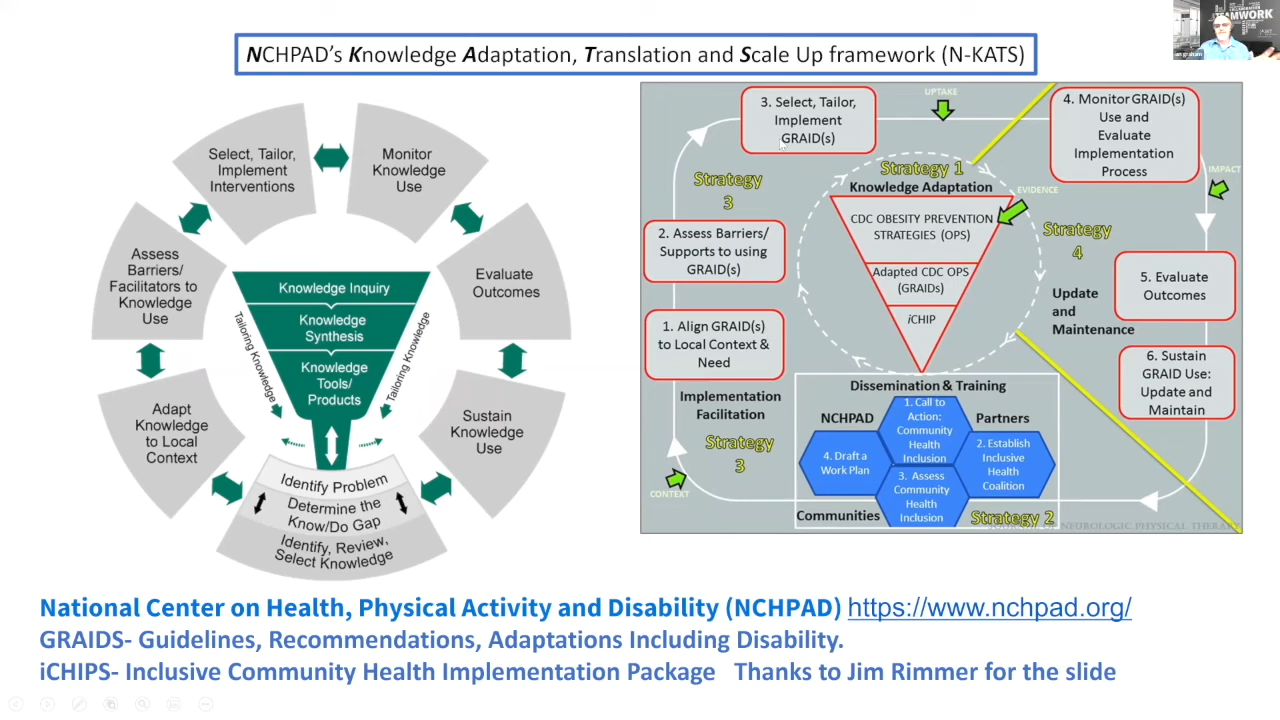 NCHPAD's Knowledge Adaptation, Translation and Scale Up framework (N-KATS)
Select, Tailor,
Implement
Interventions
Monitor
Knowledge
Use
Assess
Barriers/
Facilitators to
Knowledge
Use
Evaluate
Outcomes
Knowledge Inquiry
Knowledge
Synthesis
Knowledge
Tools/
Products
Tailoring Knowledge
Tailoring Knowledge
Adapt
Knowledge
to Local
Context
Sustain
Knowledge
Use
Identify Problem
Determine the
Know/Do Gap
Identify, Review,
Select Knowledge
3. Select, Tailor,
Implement
GRAID(s)
UPTAKE
4. Monitor GRAID(s)
Use and
Evaluate
Implementation
Process
Strategy 1
Knowledge Adaptation
Strategy
3
EVIDENCE
IMPACT
CDC OBESITY PREVENTION
STRATEGIES (OPS)
2. Assess Barriers/
Supports to using
GRAID(s)
Strategy
4
Adapted CDC OPS
(GRAIDs)
5. Evaluate
Outcomes
iCHIP
Update
and
Maintenance
1. Align GRAID(s)
to Local Context &
Need
6. Sustain
GRAID Use:
Update and
Maintain
Implementation
Facilitation
Strategy
3
CONTEXT
Dissemination & Training
NCHPAD
Partners
1. Call to
Action:
Community
Health
Inclusion
2. Establish
Inclusive
Health
Coalition
4. Draft a
Work Plan
3. Assess
Community
Health
Inclusion
Communities
Strategy 2
JOURNAL OF NEUROLOGIC PHYSICAL THERAPY
National Center on Health, Physical Activity and Disability (NCHPAD) https://www.nchpad.org/
GRAIDS- Guidelines, Recommendations, Adaptations Including Disability.
iCHIPS- Inclusive Community Health Implementation Package Thanks to Jim Rimmer for the slide
TEAMWORK